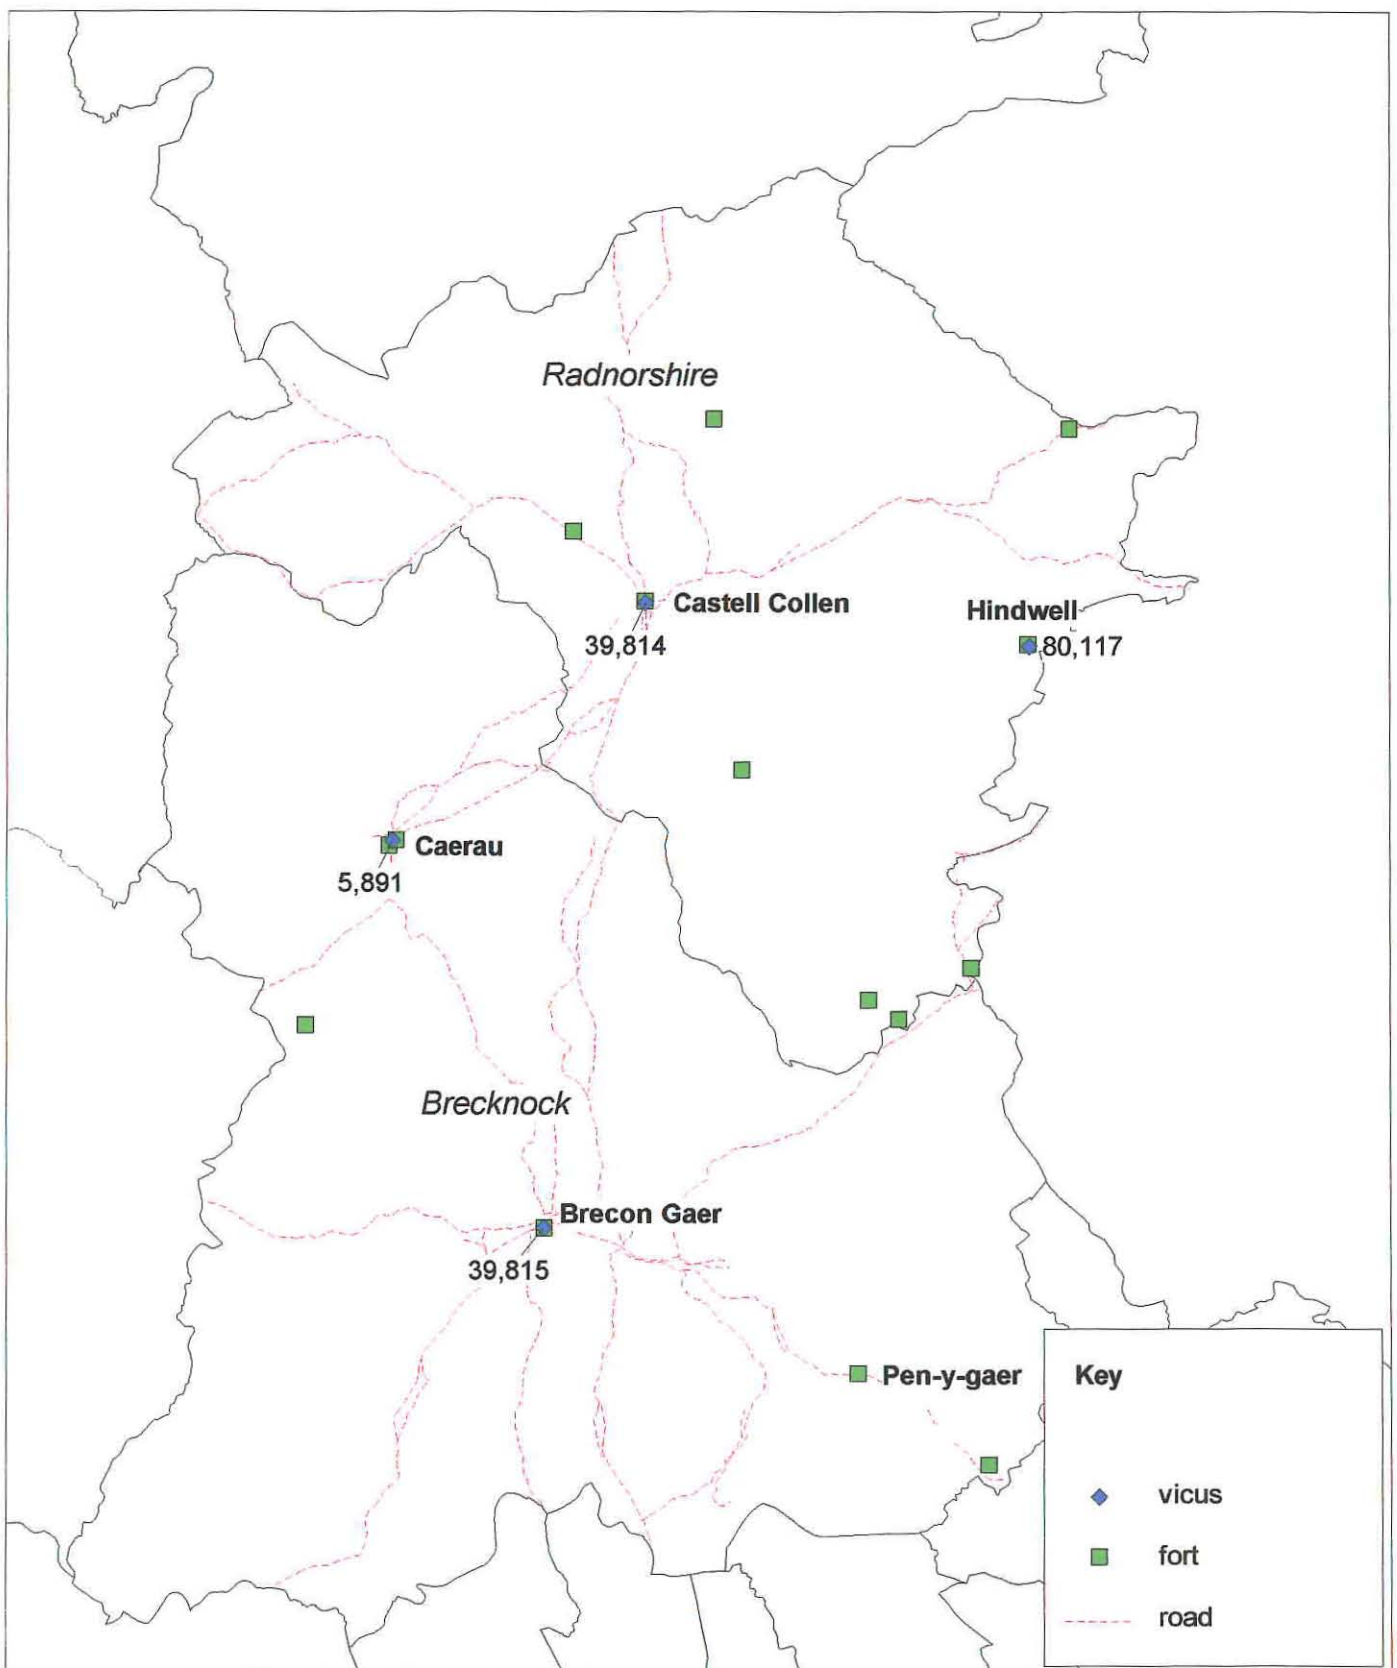 Radnorshire
Castell Collen
39,814
Hindwell
80,117
Caerau
5,891
Brecknock
Brecon Gaer
39,815
Pen-y-gaer
Key
vicus
fort
road